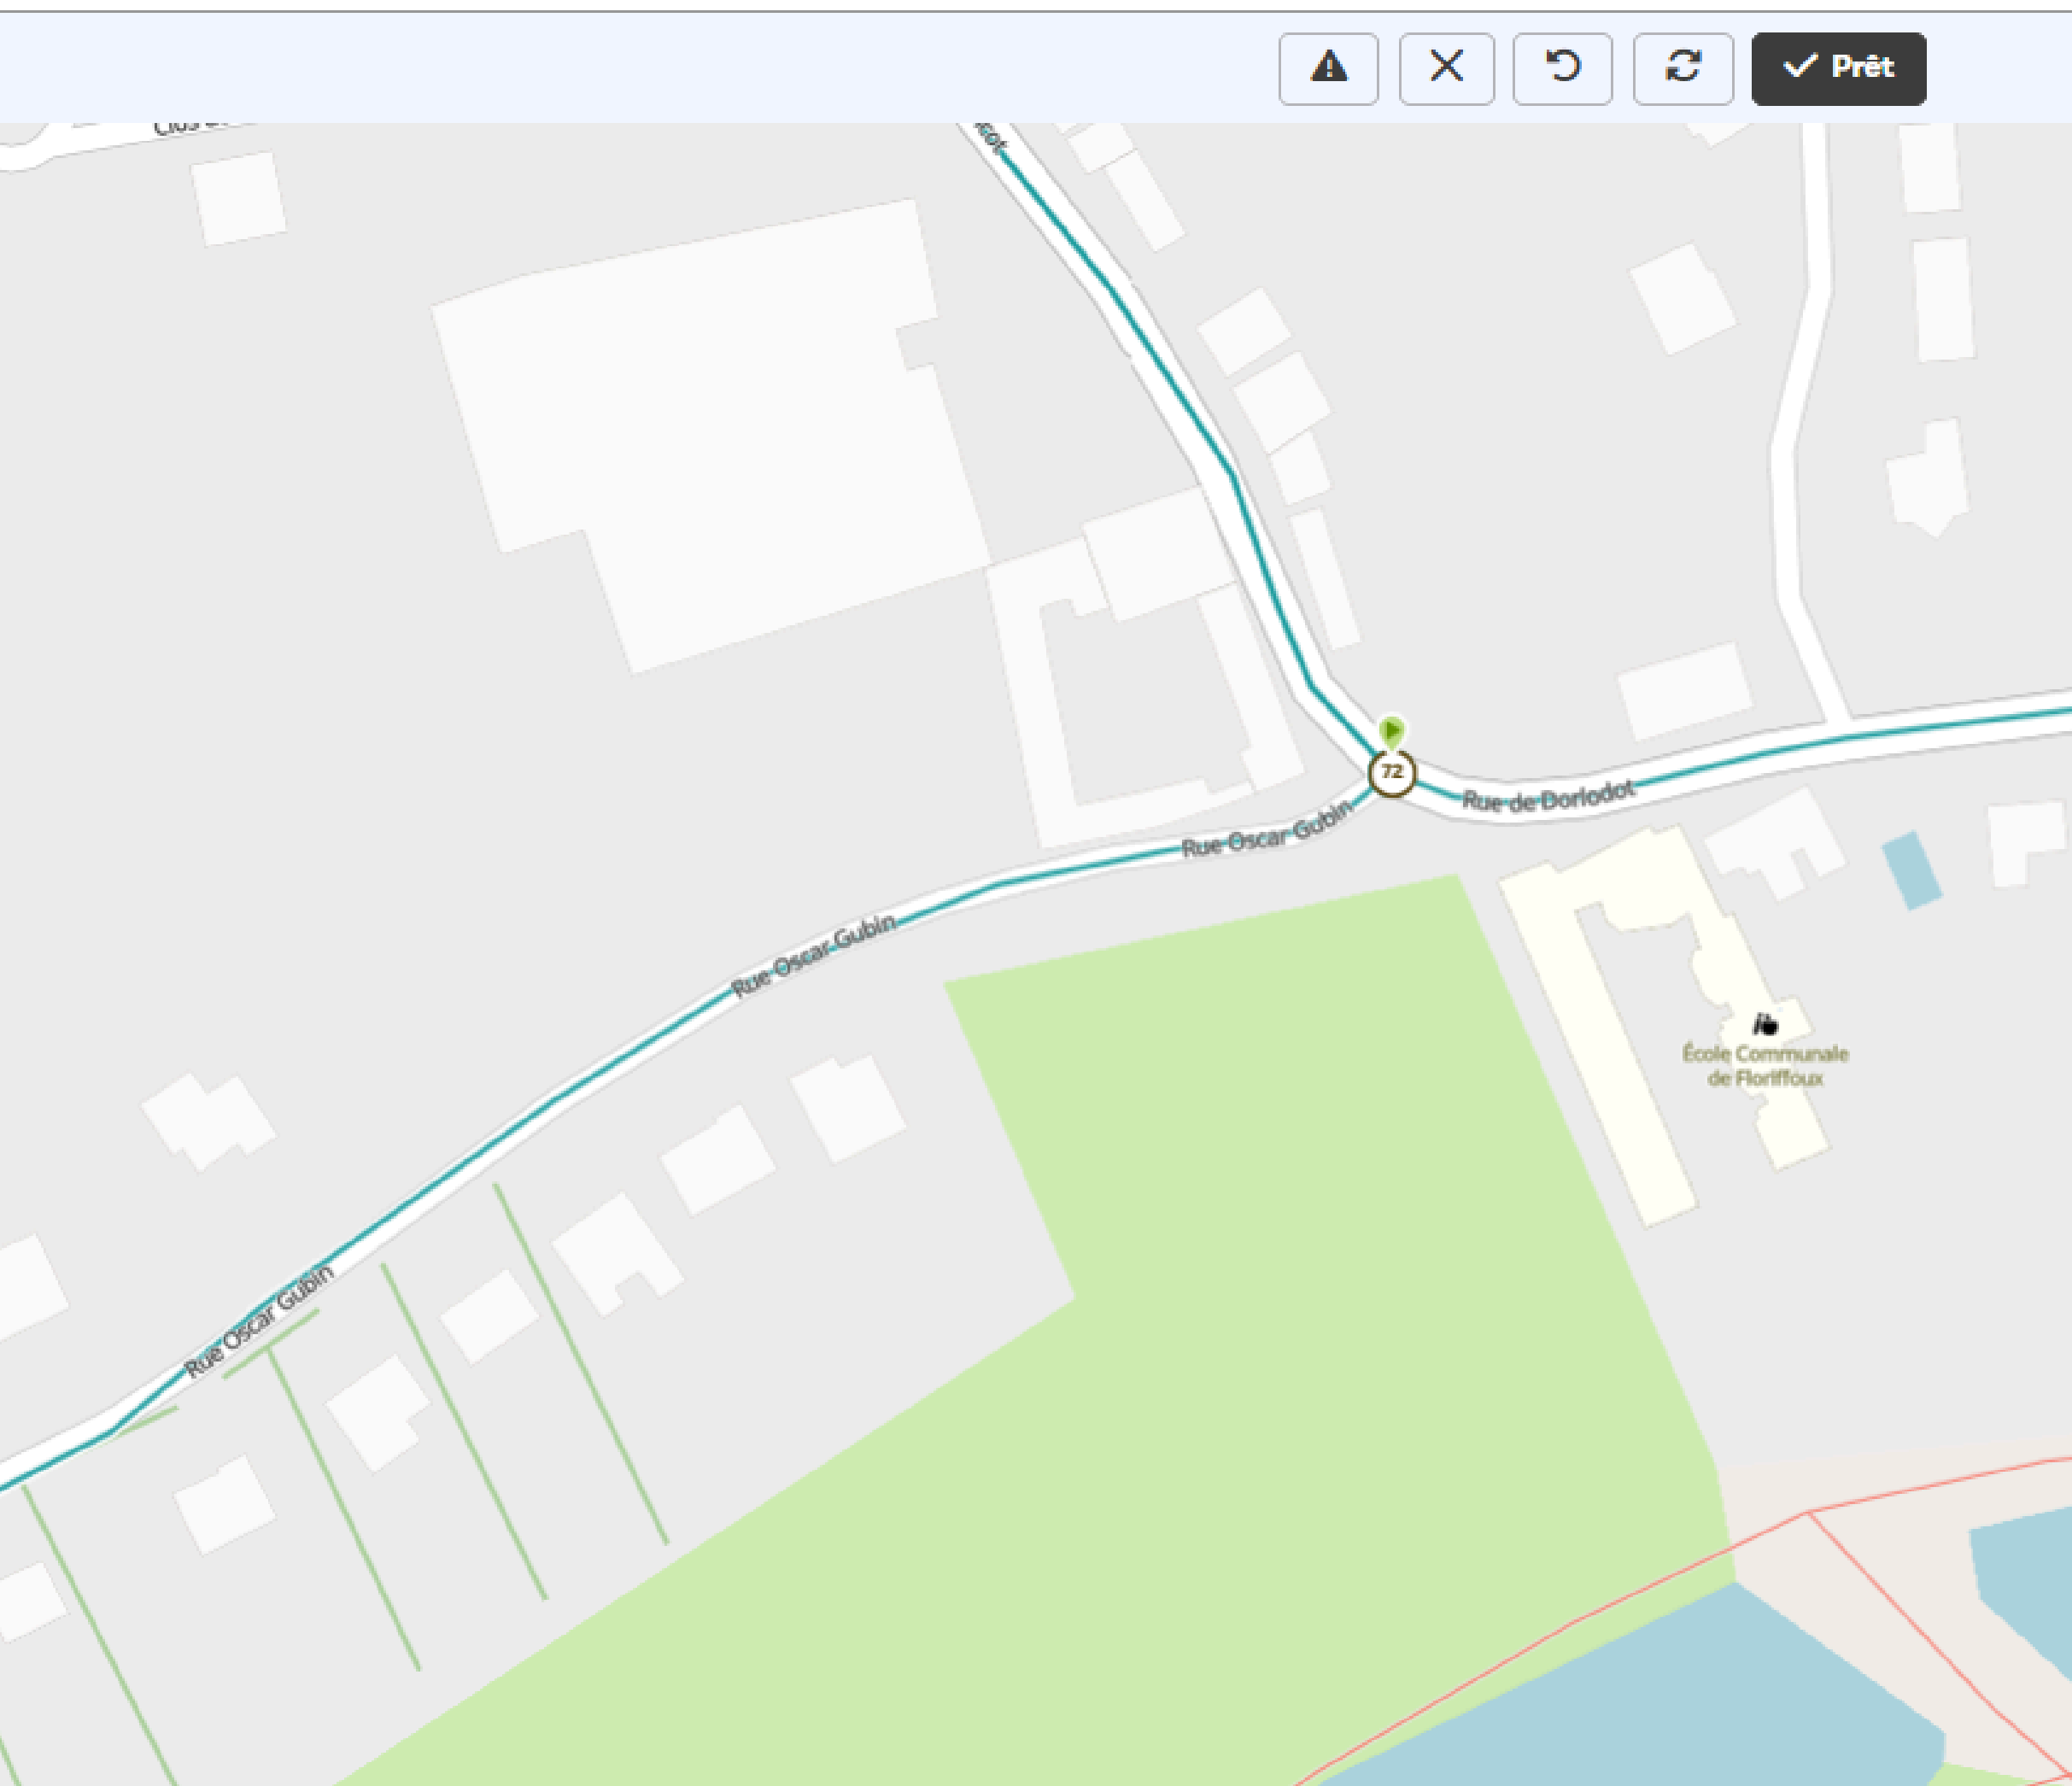 Prêt
72
Rue de Dorlodot
Rue Oscar Gubin
Rue Oscar Gubin
École Communale
de Floriffoux
Rue Oscar Gubin